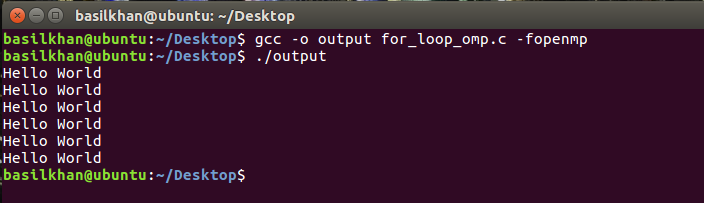 basilkhan@ubuntu: ~/Desktop
basilkhan@ubuntu:~/Desktop$ gcc -o output for_loop_omp.c -fopenmp
basilkhan@ubuntu:~/Desktop$ ./output
Hello World
Hello World
Hello World
Hello World
Hello World
Hello World
basilkhan@ubuntu:~/Desktop$